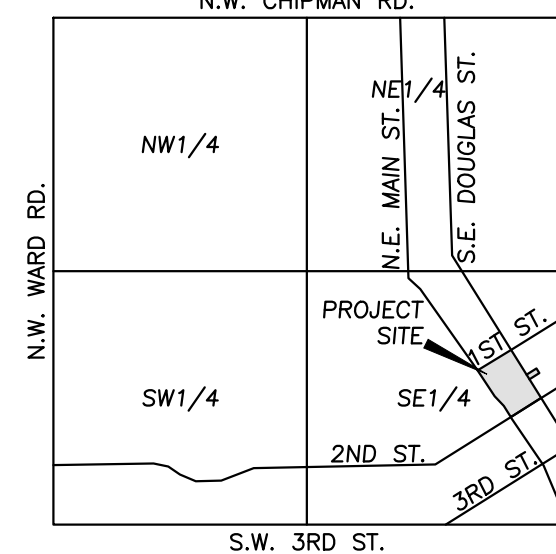 N.W. CHIPMAN RD.
NE1/4
NW1/4
N.E. MAIN ST.
S.E. DOUGLAS ST.
N.W. WARD RD.
PROJECT
SITE
1ST ST.
SW1/4
SE1/4
2ND ST.
3RD ST.
S.W. 3RD ST.